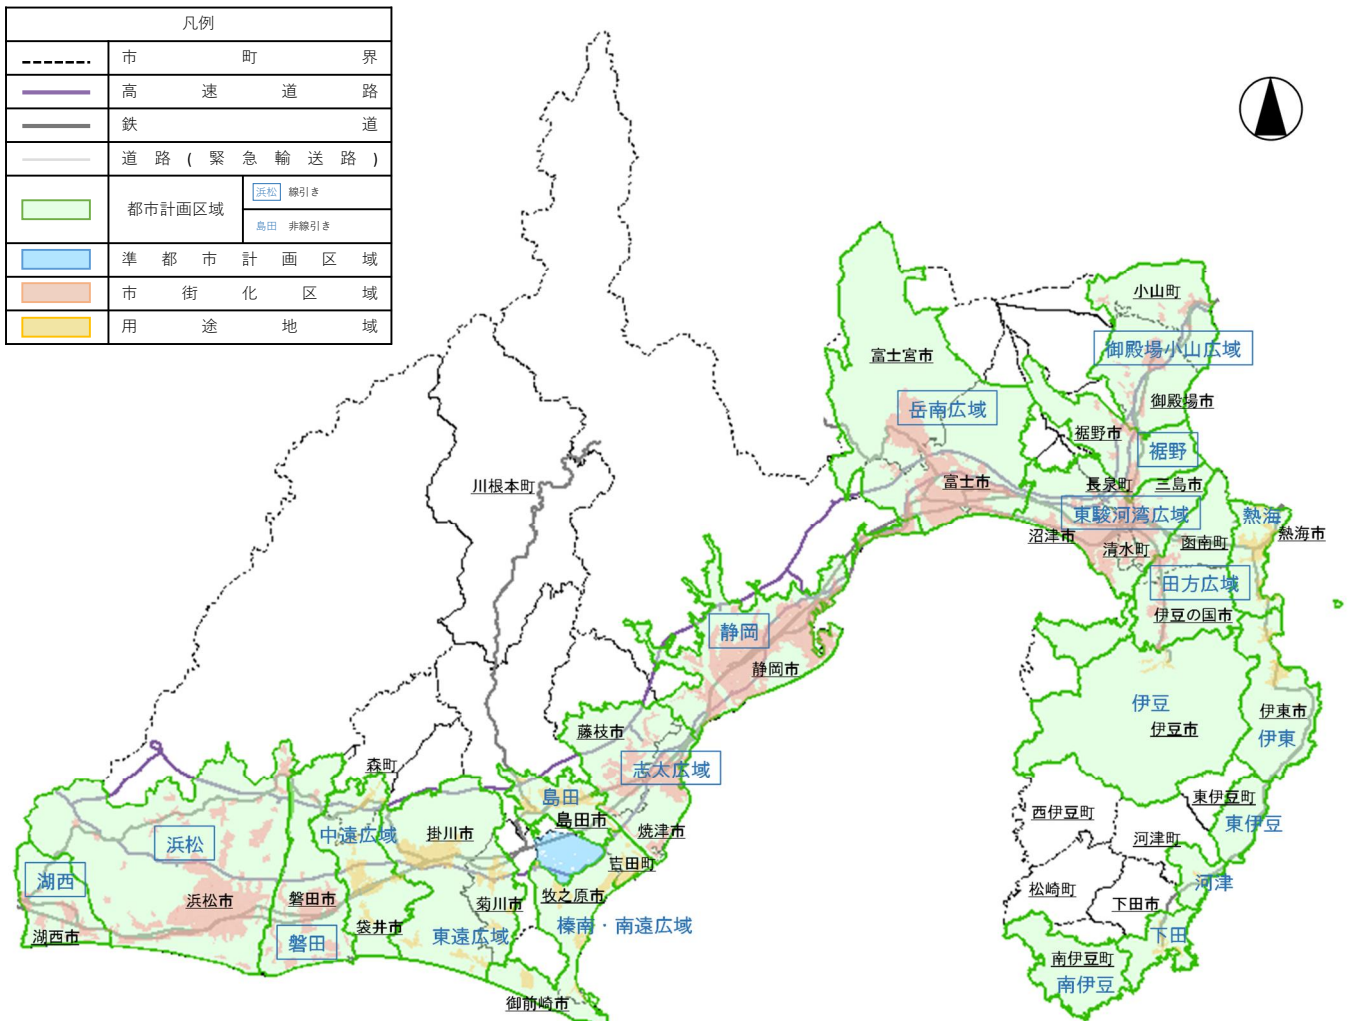 凡例
市町界
高速道路
鉄道
道路(緊急輸送路)
都市計画区域
浜松 線引き
島田 非線引き
準都市計画区域
市街化区域
用途地域
小山町
御殿場小山広域
富士宮市
御殿場市
岳南広域
裾野市
裾野
川根本町
富士市
長泉町
三島市
東駿河湾広域
熱海
沼津市
清水町
函南町
熱海市
田方広域
伊豆の国市
静岡
静岡市
伊豆
伊豆市
伊東市
伊東
藤枝市
志太広域
森町
島田
島田市
中遠広域
掛川市
焼津市
吉田町
浜松
湖西
浜松市
磐田市
牧之原市
菊川市
袋井市
東遠広域
榛南・南遠広域
湖西市
磐田
御前崎市
東伊豆町
西伊豆町
東伊豆
河津町
松崎町
河津
下田市
下田
南伊豆町
南伊豆